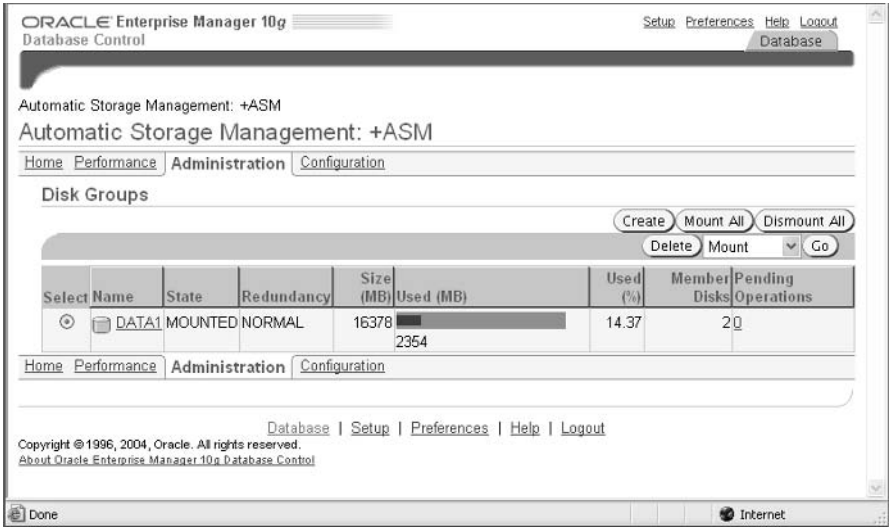 ORACLE Enterprise Manager 10g
Database Control
Setup Preferences Help Logout
Database
Automatic Storage Management: +ASM
Automatic Storage Management: +ASM
Home Performance Administration Configuration
Disk Groups
Create Mount All Dismount All
Delete Mount Go
Select Name State Redundancy Size (MB) Used (MB) Used (%) Member Disks Pending Operations
DATA1 MOUNTED NORMAL 16378 2354 14.37 2 0
Home Performance Administration Configuration
Database | Setup | Preferences | Help | Logout
Copyright © 1996, 2004, Oracle. All rights reserved.
About Oracle Enterprise Manager 10g Database Control
Done Internet